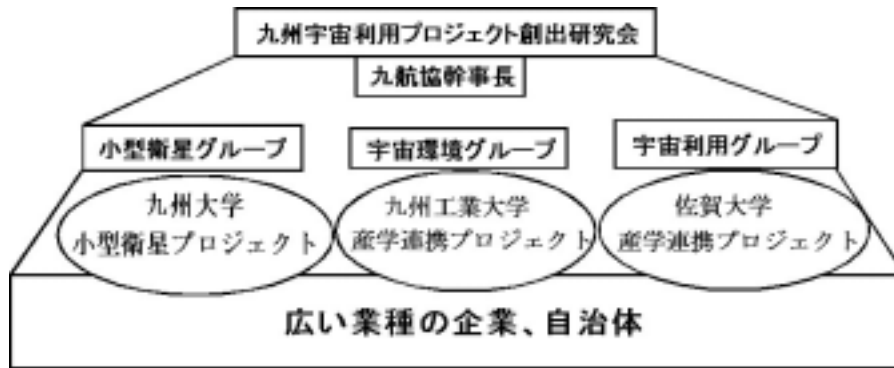 九州宇宙利用プロジェクト創出研究会
九航協幹事長
小型衛星グループ
宇宙環境グループ
宇宙利用グループ
九州大学
小型衛星プロジェクト
九州工業大学
産学連携プロジェクト
佐賀大学
産学連携プロジェクト
広い業種の企業、自治体